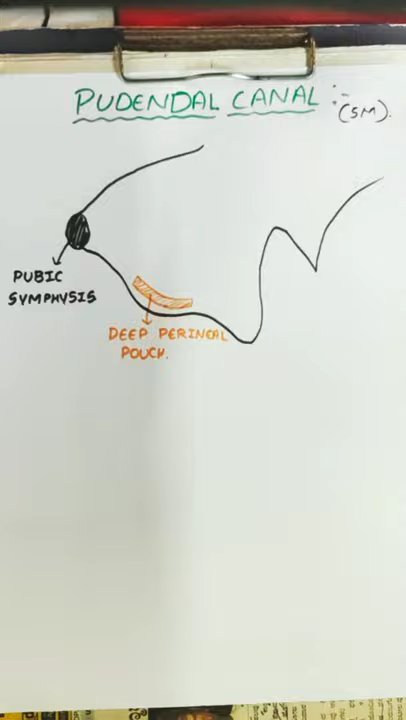 PUDENDAL CANAL :-
(5M).
PUBIC
SYMPHYSIS
DEEP PERINEAL
POUCH.